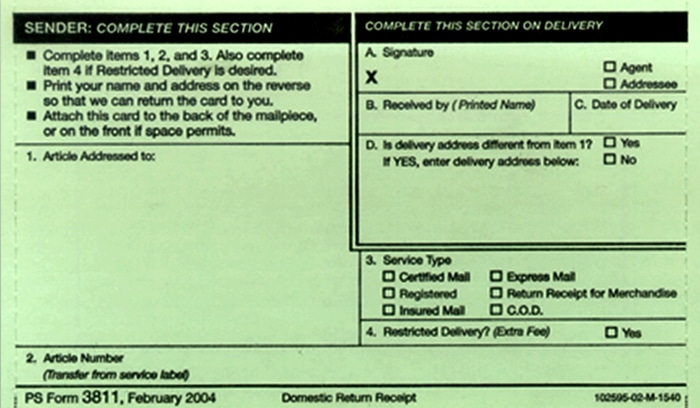 SENDER: COMPLETE THIS SECTION
■ Complete items 1, 2, and 3. Also complete
item 4 if Restricted Delivery is desired.
■ Print your name and address on the reverse
so that we can return the card to you.
■ Attach this card to the back of the mailpiece,
or on the front if space permits.
1. Article Addressed to:
2. Article Number
(Transfer from service label)
COMPLETE THIS SECTION ON DELIVERY
A. Signature
X
☐ Agent
☐ Addressee
B. Received by ( Printed Name)
C. Date of Delivery
D. Is delivery address different from item 1? ☐ Yes
If YES, enter delivery address below: ☐ No
3. Service Type
☐ Certified Mail ☐ Express Mail
☐ Registered ☐ Return Receipt for Merchandise
☐ Insured Mail ☐ C.O.D.
4. Restricted Delivery? (Extra Fee) ☐ Yes
PS Form 3811, February 2004 Domestic Return Receipt 102595-02-M-1540